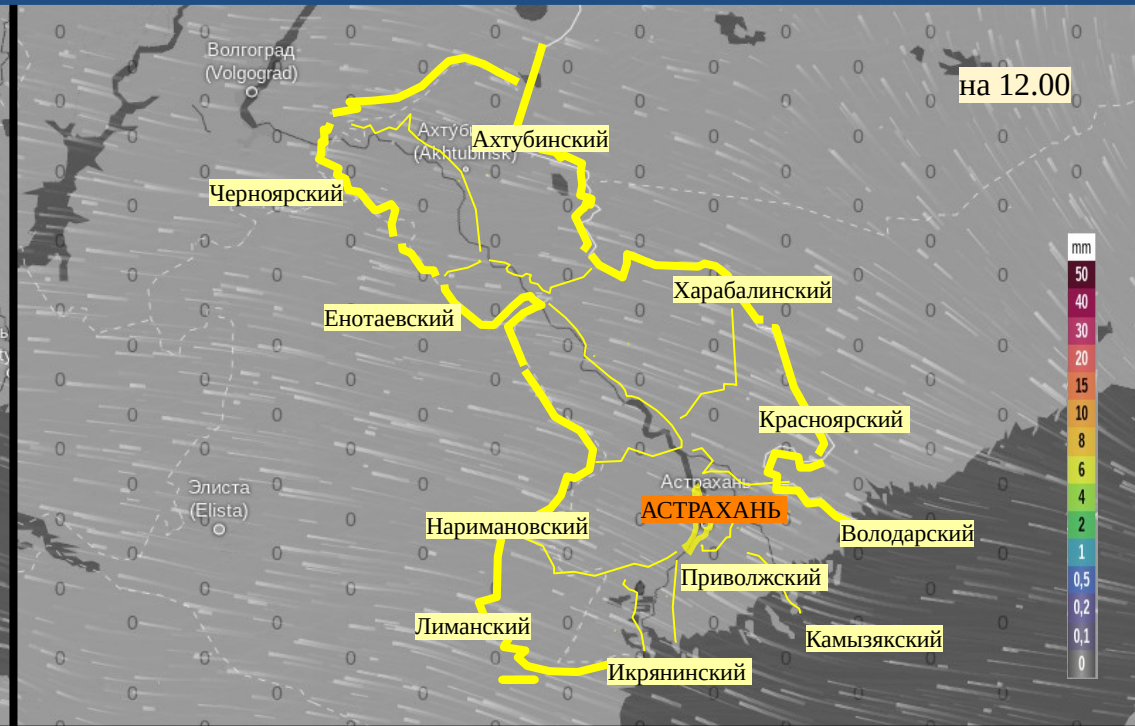 Волгоград
(Volgograd)
на 12.00
Ахтуб
Ахтубинский
(Akhtubinsk)
Черноярский
mm
50
40
30
20
15
10
8
6
4
2
1
0,5
0,2
0,1
0
Харабалинский
Енотаевский
Красноярский
Элиста
(Elista)
Астрахань
АСТРАХАНЬ
Наримановский
Володарский
Приволжский
Лиманский
Камызякский
Икрянинский